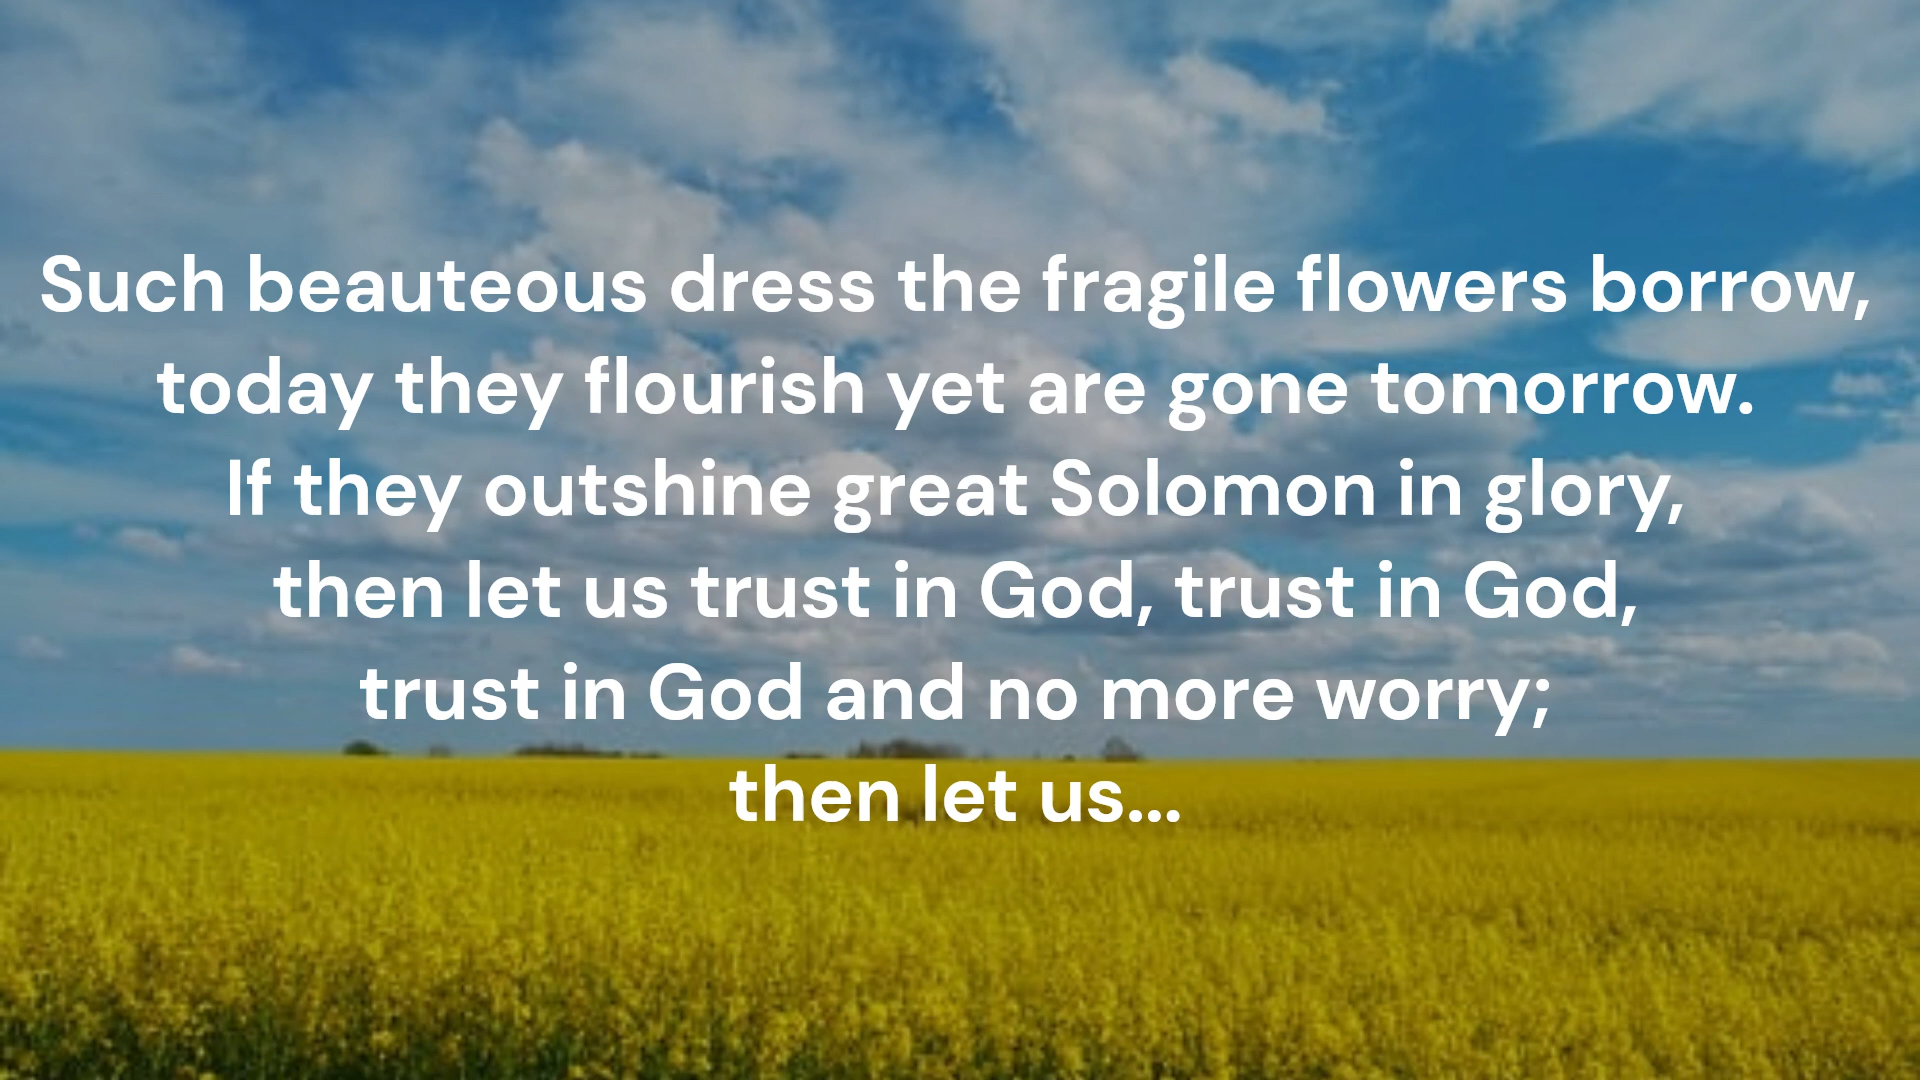 Such beauteous dress the fragile flowers borrow,
today they flourish yet are gone tomorrow.
If they outshine great Solomon in glory,
then let us trust in God, trust in God,
trust in God and no more worry;
then let us...